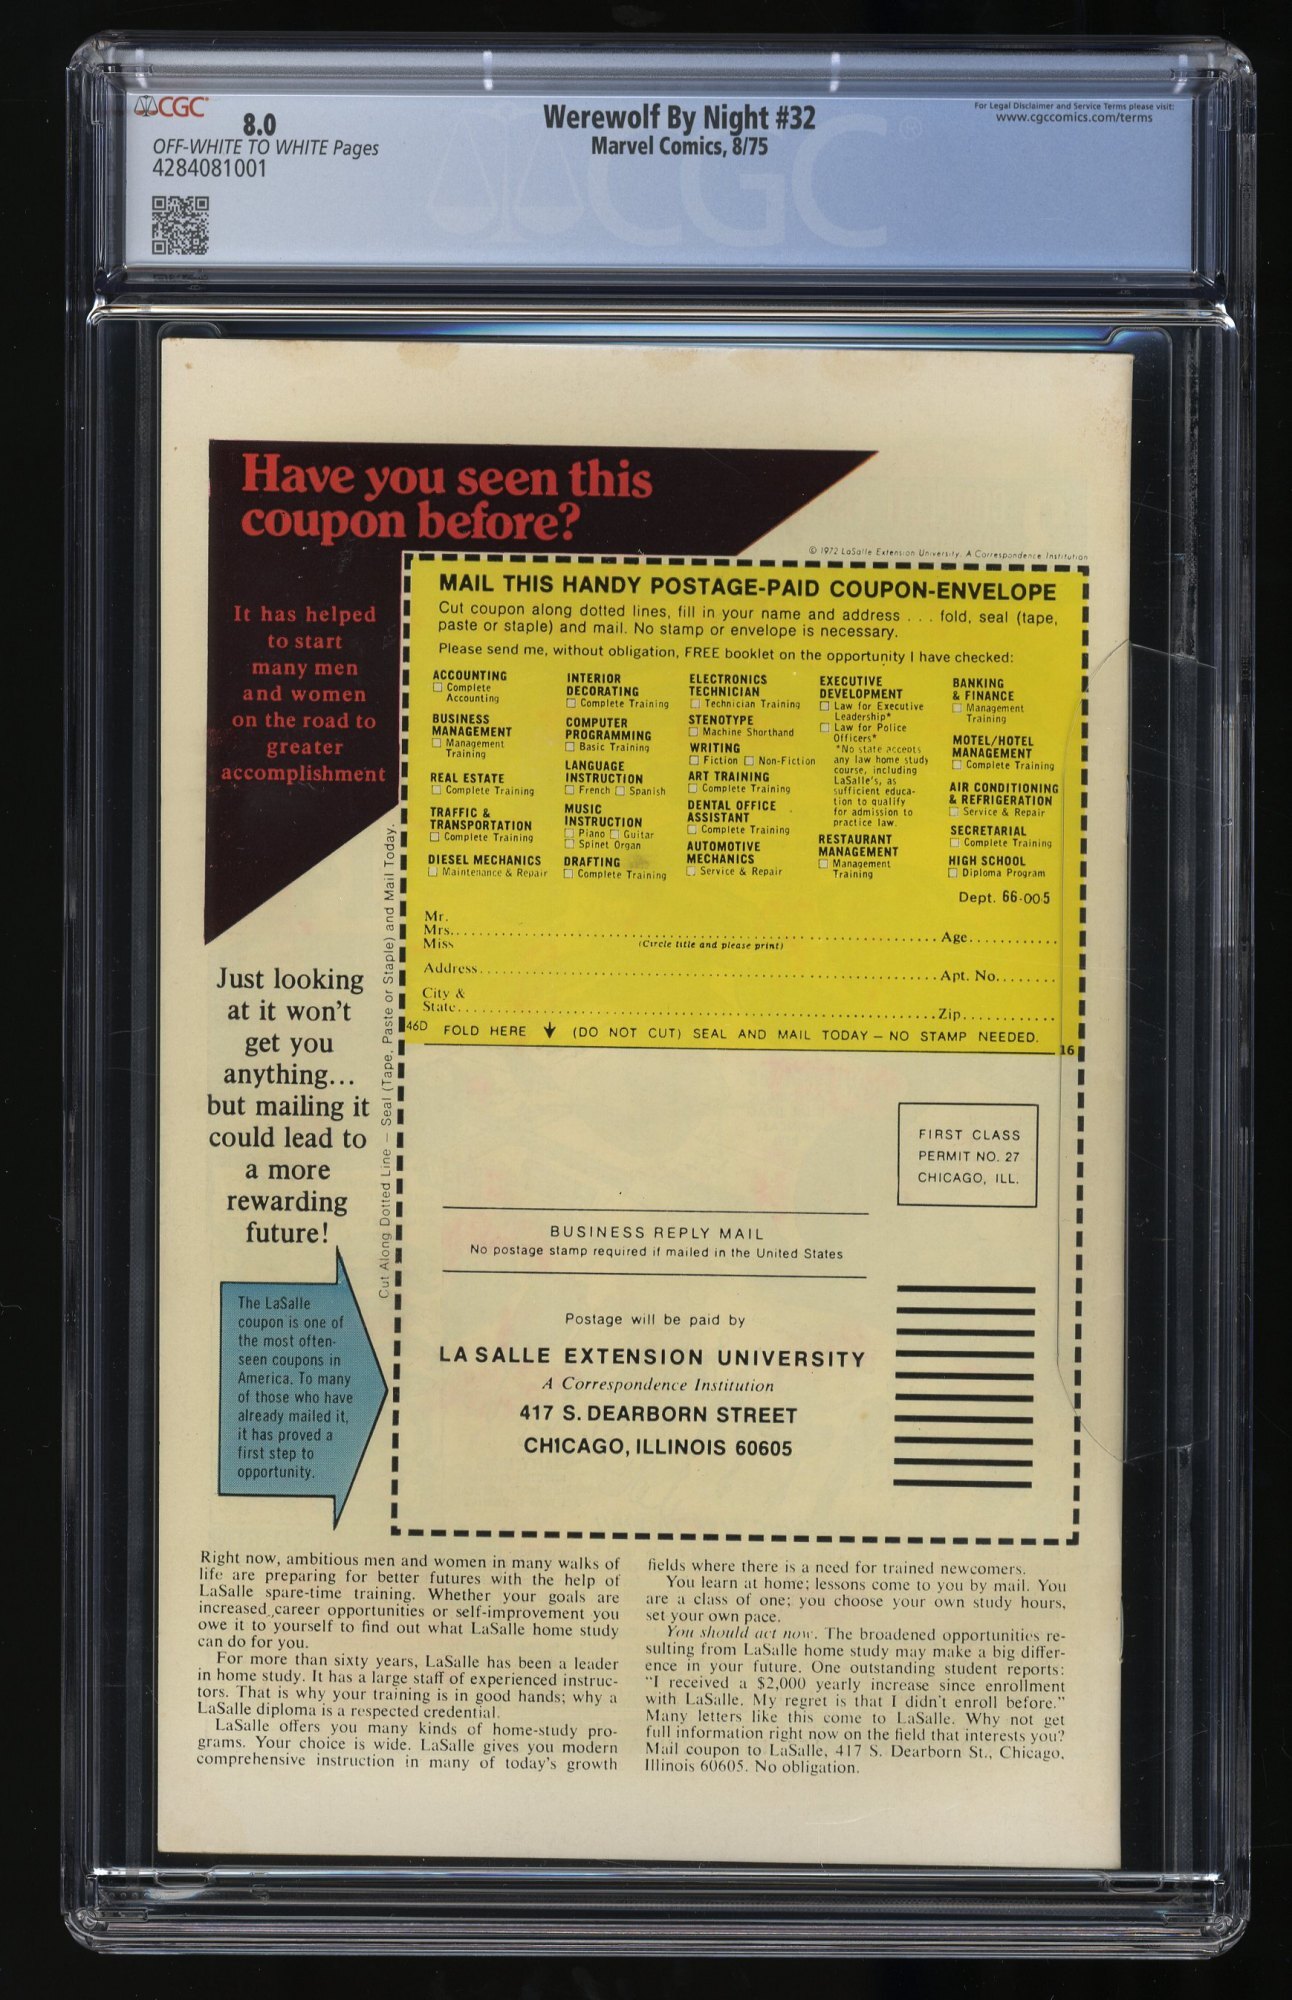 CGC
8.0
OFF-WHITE TO WHITE Pages
4284081001
Werewolf By Night #32
Marvel Comics, 8/75
For Legal Disclaimer and Service Terms please visit:
www.cgccomics.com/terms
CGC
Have you seen this
coupon before?
It has helped
to start
many men
and women
on the road to
greater
accomplishment
© 1972 LaSalle Extension University. A Correspondence Institution
MAIL THIS HANDY POSTAGE-PAID COUPON-ENVELOPE
Cut coupon along dotted lines, fill in your name and address . . . fold, seal (tape,
paste or staple) and mail. No stamp or envelope is necessary.
Please send me, without obligation, FREE booklet on the opportunity I have checked:
ACCOUNTING
Complete
Accounting
BUSINESS
MANAGEMENT
Management
Training
REAL ESTATE
Complete Training
TRAFFIC &
TRANSPORTATION
Complete Training
DIESEL MECHANICS
Maintenance & Repair
INTERIOR
DECORATING
Complete Training
COMPUTER
PROGRAMMING
Basic Training
LANGUAGE
INSTRUCTION
French Spanish
MUSIC
INSTRUCTION
Piano Guitar
Spinet Organ
DRAFTING
Complete Training
ELECTRONICS
TECHNICIAN
Technician Training
STENOTYPE
Machine Shorthand
WRITING
Fiction Non-Fiction
ART TRAINING
Complete Training
DENTAL OFFICE
ASSISTANT
Complete Training
AUTOMOTIVE
MECHANICS
Service & Repair
EXECUTIVE
DEVELOPMENT
Law for Executive
Leadership*
Law for Police
Officers*
*No state accepts
any law home study
course, including
LaSalle's, as
sufficient educa-
tion to qualify
for admission to
practice law.
RESTAURANT
MANAGEMENT
Management
Training
BANKING
& FINANCE
Management
Training
MOTEL/HOTEL
MANAGEMENT
Complete Training
AIR CONDITIONING
& REFRIGERATION
Service & Repair
SECRETARIAL
Complete Training
HIGH SCHOOL
Diploma Program
Dept. 66-005
Mr.
Mrs. Age
Miss (Circle title and please print)
Address Apt. No.
City &
State Zip
46D FOLD HERE (DO NOT CUT) SEAL AND MAIL TODAY — NO STAMP NEEDED.
16
Cut Along Dotted Line — Seal (Tape, Paste or Staple) and Mail Today.
Just looking
at it won't
get you
anything...
but mailing it
could lead to
a more
rewarding
future!
The LaSalle
coupon is one of
the most often-
seen coupons in
America. To many
of those who have
already mailed it,
it has proved a
first step to
opportunity.
FIRST CLASS
PERMIT NO. 27
CHICAGO, ILL.
BUSINESS REPLY MAIL
No postage stamp required if mailed in the United States
Postage will be paid by
LA SALLE EXTENSION UNIVERSITY
A Correspondence Institution
417 S. DEARBORN STREET
CHICAGO, ILLINOIS 60605
Right now, ambitious men and women in many walks of
life are preparing for better futures with the help of
LaSalle spare-time training. Whether your goals are
increased career opportunities or self-improvement you
owe it to yourself to find out what LaSalle home study
can do for you.
For more than sixty years, LaSalle has been a leader
in home study. It has a large staff of experienced instruc-
tors. That is why your training is in good hands; why a
LaSalle diploma is a respected credential.
LaSalle offers you many kinds of home-study pro-
grams. Your choice is wide. LaSalle gives you modern
comprehensive instruction in many of today's growth
fields where there is a need for trained newcomers.
You learn at home; lessons come to you by mail. You
are a class of one; you choose your own study hours,
set your own pace.
You should act now. The broadened opportunities re-
sulting from LaSalle home study may make a big differ-
ence in your future. One outstanding student reports:
"I received a $2,000 yearly increase since enrollment
with LaSalle. My regret is that I didn't enroll before."
Many letters like this come to LaSalle. Why not get
full information right now on the field that interests you?
Mail coupon to LaSalle, 417 S. Dearborn St., Chicago,
Illinois 60605. No obligation.